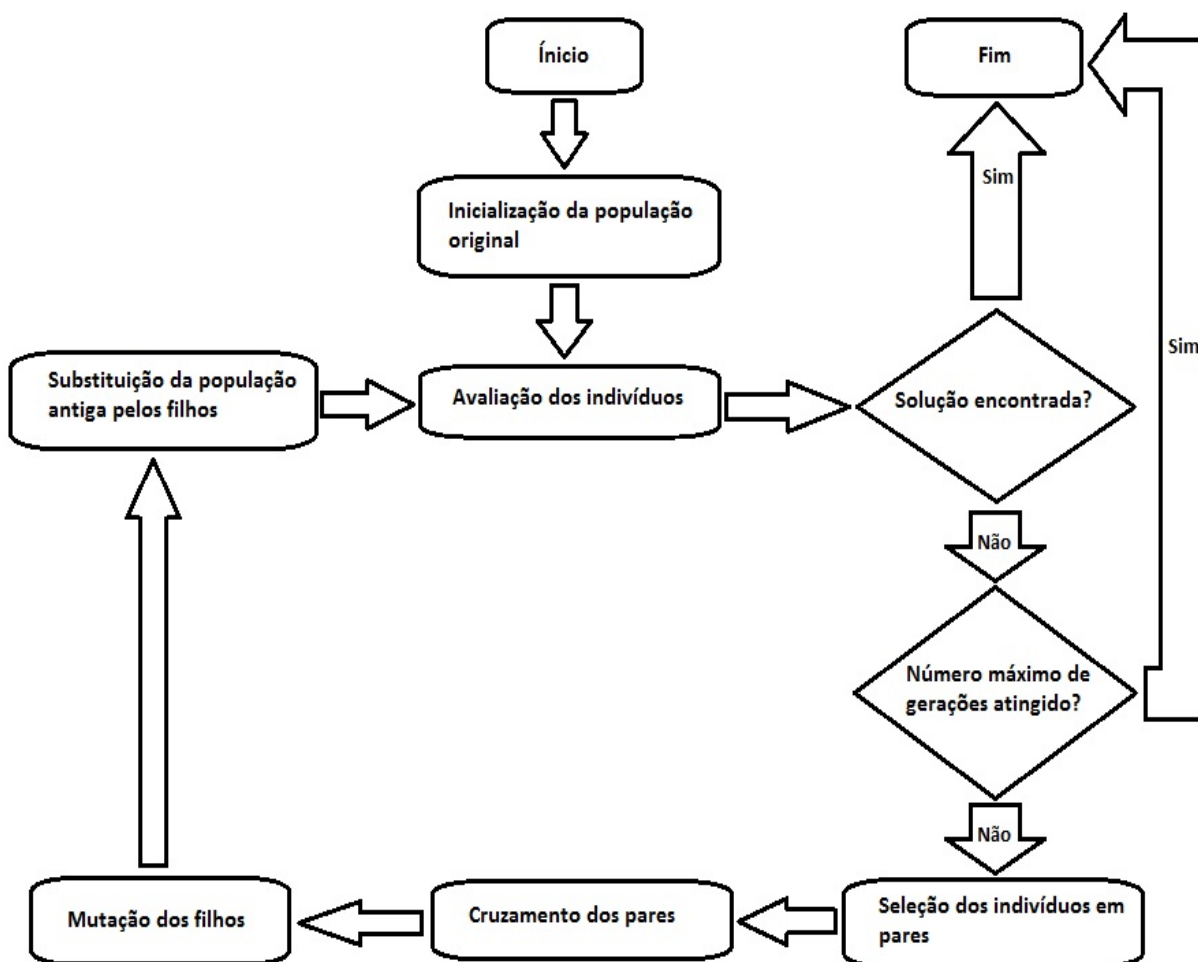 Ínicio
Fim
Sim
Inicialização da população
original
Sim
Substituição da população
antiga pelos filhos
Avaliação dos indivíduos
Solução encontrada?
Não
Número máximo de
gerações atingido?
Não
Mutação dos filhos
Cruzamento dos pares
Seleção dos indivíduos em
pares